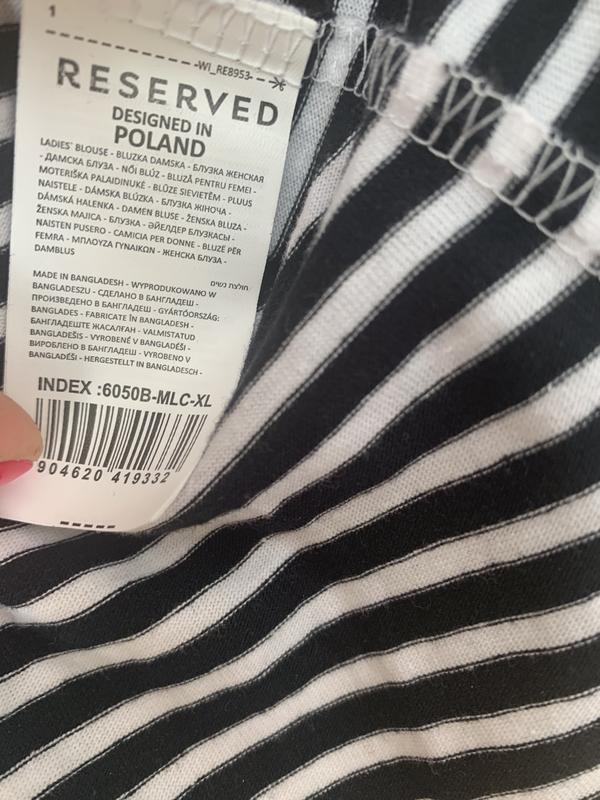 1
-WI_RE8953-
RESERVED
DESIGNED IN
POLAND
LADIES` BLOUSE - BLUZKA DAMSKA - БЛУЗКА ЖЕНСКАЯ
- ДАМСКА БЛУЗА - NŐI BLÚZ - BLUZĂ PENTRU FEMEI -
MOTERIŠKA PALAIDINUKĖ - BLŪZE SIEVIETĒM - PLUUS
NAISTELE - DÁMSKA BLÚZKA - БЛУЗКА ЖІНОЧА -
DÁMSKÁ HALENKA - DAMEN BLUSE - ŽENSKA BLUZA -
ŽENSKA MAJICA - БЛУЗКА - ӘЙЕЛДЕР БЛУЗКАСЫ -
NAISTEN PUSERO - CAMICIA PER DONNE - BLUZË PËR
FEMRA - ΜΠΛΟΥΖΑ ΓΥΝΑΙΚΩΝ - ЖЕНСКА БЛУЗА -
DAMBLUS
חולצת נשים
MADE IN BANGLADESH - WYPRODUKOWANO W
BANGLADESZU - СДЕЛАНО В БАНГЛАДЕШ -
ПРОИЗВЕДЕНО В БАНГЛАДЕШ - GYÁRTÓORSZÁG:
BANGLADES - FABRICATE ÎN BANGLADESH -
БАНГЛАДЕШТЕ ЖАСАЛҒАН - VALMISTATUD
BANGLADEŠIS - VYROBENÉ V BANGLADÉŠI -
ВИРОБЛЕНО В БАНГЛАДЕШ - VYROBENO V
BANGLADÉŠI - HERGESTELLT IN BANGLADESCH -
INDEX :6050B-MLC-XL
904620 419332